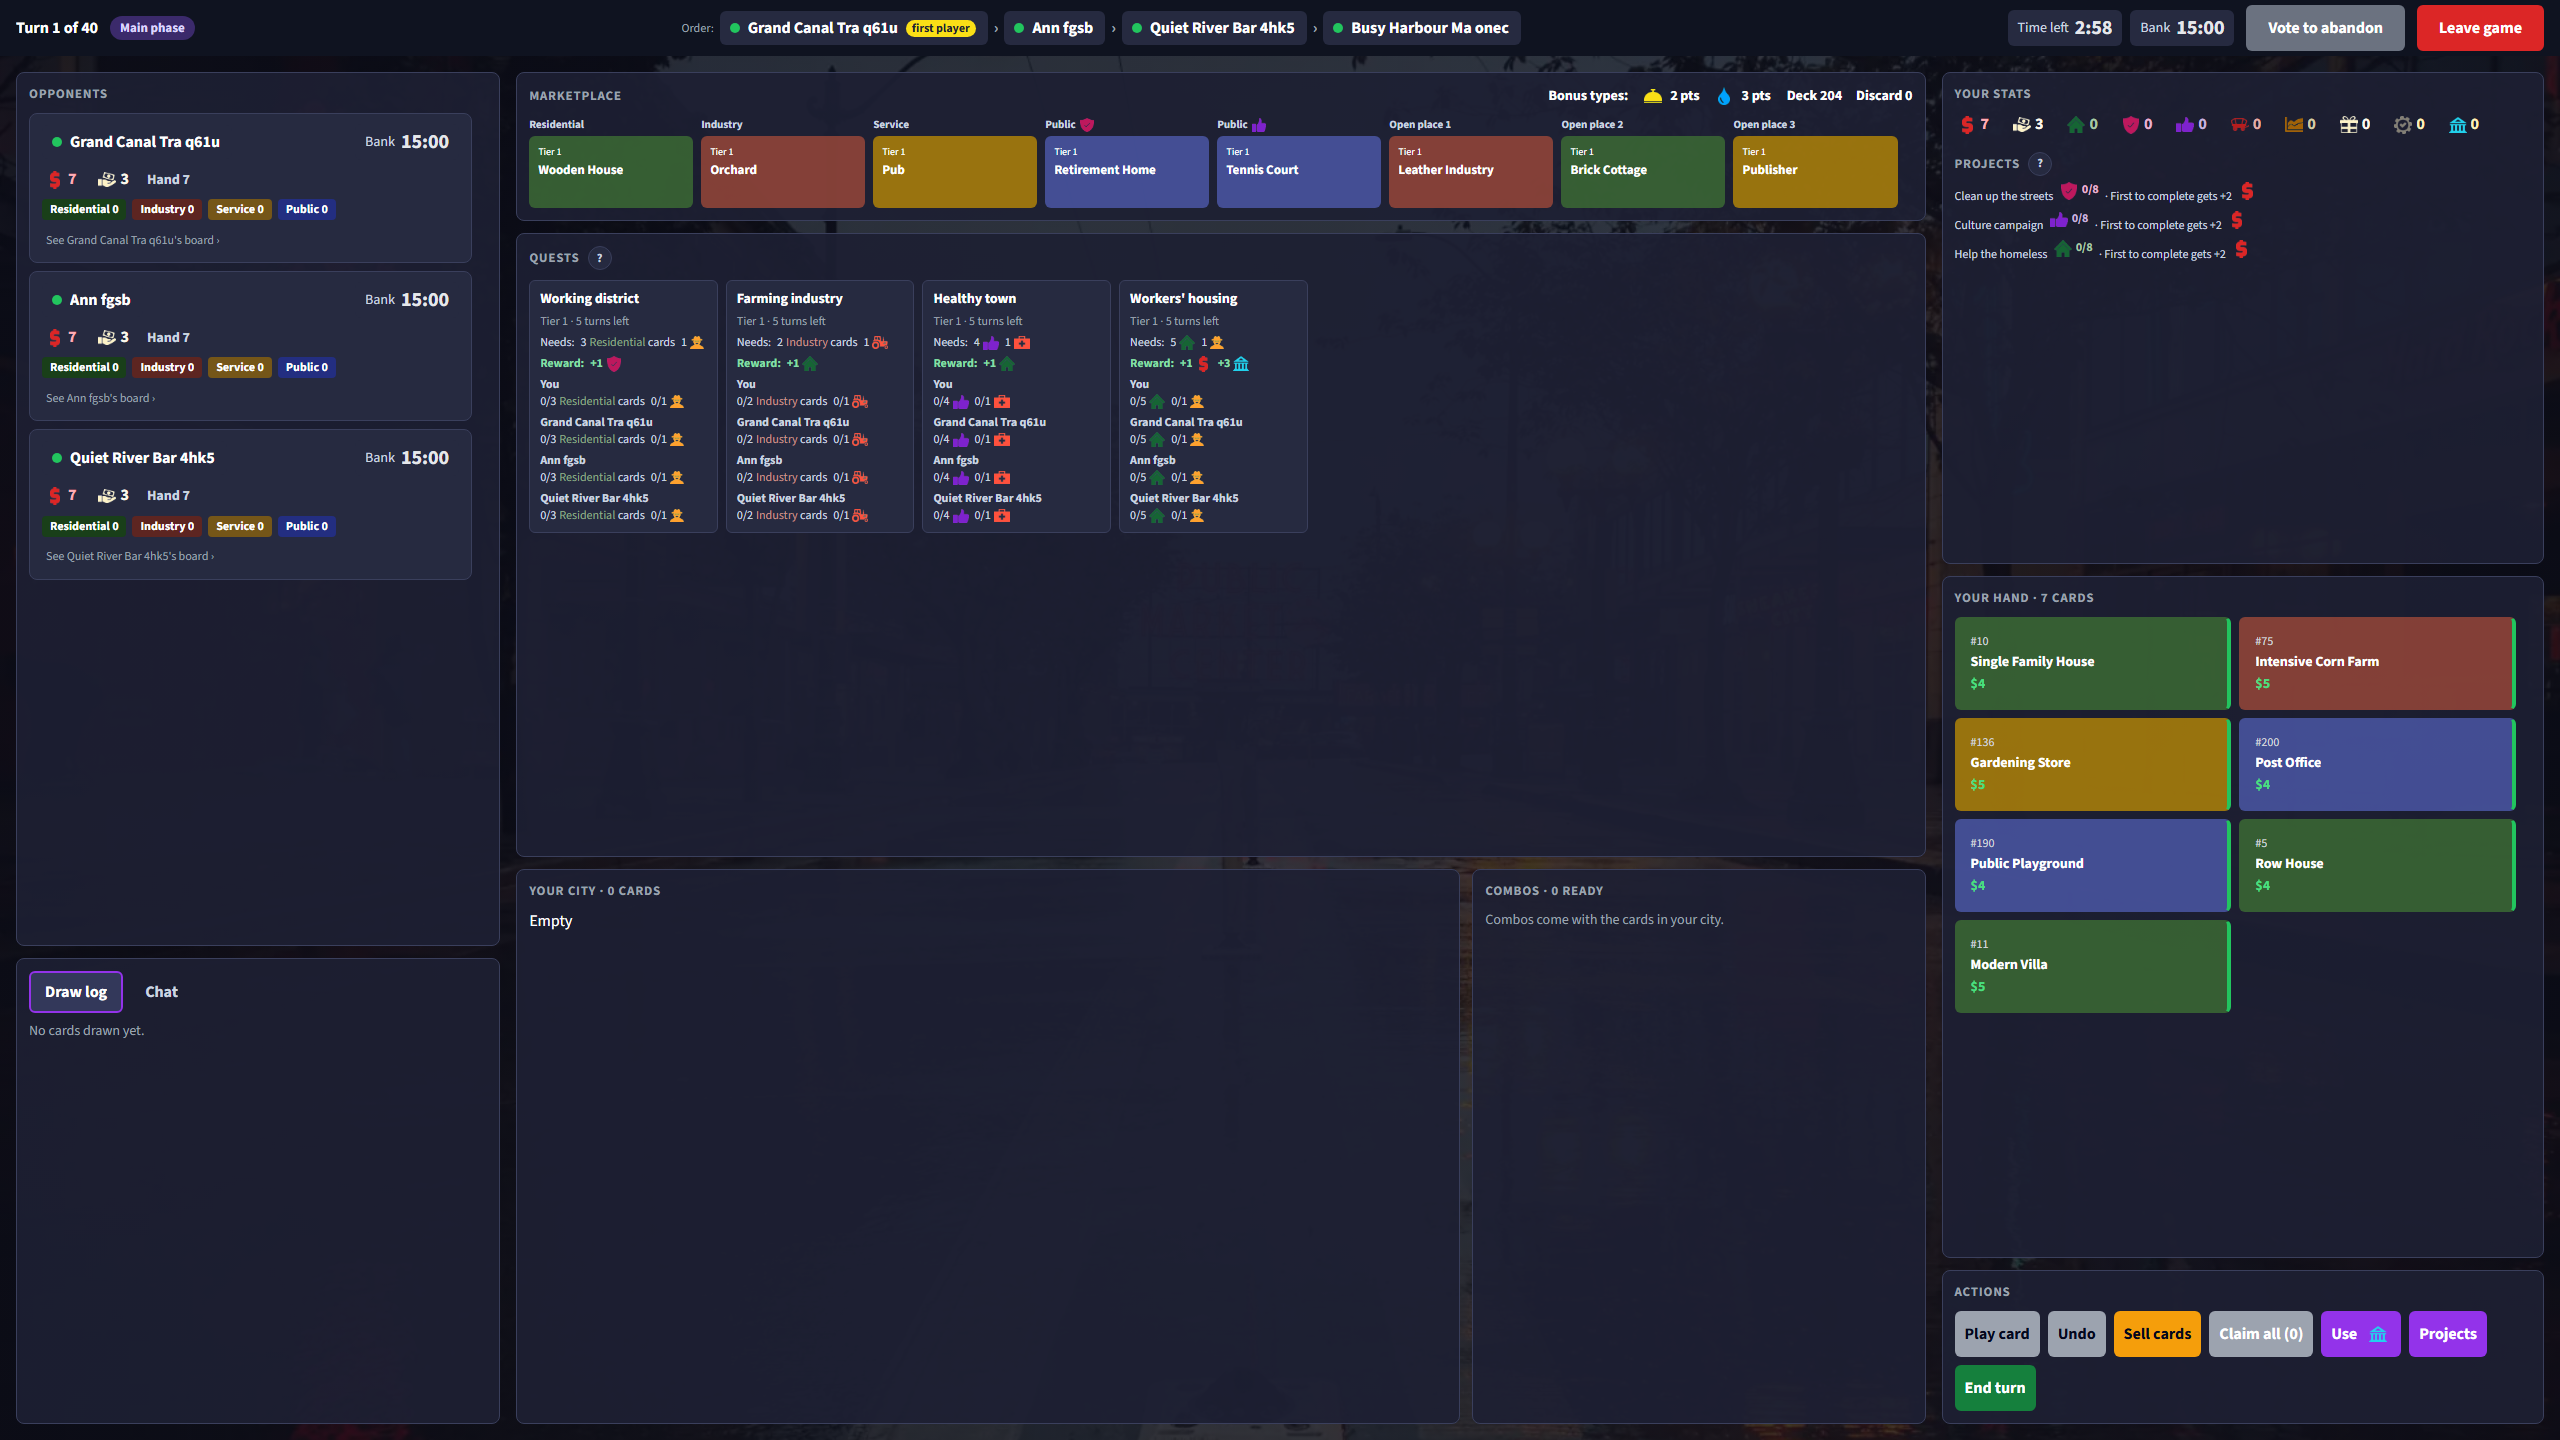 Turn 1 of 40 Main phase
Order: Grand Canal Tra q61u first player › Ann fgsb › Quiet River Bar 4hk5 › Busy Harbour Ma onec
Time left 2:58 Bank 15:00 Vote to abandon Leave game
OPPONENTS
Grand Canal Tra q61u Bank 15:00
7 3 Hand 7
Residential 0 Industry 0 Service 0 Public 0
See Grand Canal Tra q61u's board ›
Ann fgsb Bank 15:00
7 3 Hand 7
Residential 0 Industry 0 Service 0 Public 0
See Ann fgsb's board ›
Quiet River Bar 4hk5 Bank 15:00
7 3 Hand 7
Residential 0 Industry 0 Service 0 Public 0
See Quiet River Bar 4hk5's board ›
Draw log Chat
No cards drawn yet.
MARKETPLACE
Bonus types: 2 pts 3 pts Deck 204 Discard 0
Residential Industry Service Public Public Open place 1 Open place 2 Open place 3
Tier 1 Tier 1 Tier 1 Tier 1 Tier 1 Tier 1 Tier 1 Tier 1
Wooden House Orchard Pub Retirement Home Tennis Court Leather Industry Brick Cottage Publisher
QUESTS ?
Working district
Tier 1 · 5 turns left
Needs: 3 Residential cards 1
Reward: +1
You
0/3 Residential cards 0/1
Grand Canal Tra q61u
0/3 Residential cards 0/1
Ann fgsb
0/3 Residential cards 0/1
Quiet River Bar 4hk5
0/3 Residential cards 0/1
Farming industry
Tier 1 · 5 turns left
Needs: 2 Industry cards 1
Reward: +1
You
0/2 Industry cards 0/1
Grand Canal Tra q61u
0/2 Industry cards 0/1
Ann fgsb
0/2 Industry cards 0/1
Quiet River Bar 4hk5
0/2 Industry cards 0/1
Healthy town
Tier 1 · 5 turns left
Needs: 4 1
Reward: +1
You
0/4 0/1
Grand Canal Tra q61u
0/4 0/1
Ann fgsb
0/4 0/1
Quiet River Bar 4hk5
0/4 0/1
Workers' housing
Tier 1 · 5 turns left
Needs: 5 1
Reward: +1 +3
You
0/5 0/1
Grand Canal Tra q61u
0/5 0/1
Ann fgsb
0/5 0/1
Quiet River Bar 4hk5
0/5 0/1
YOUR CITY · 0 CARDS
Empty
COMBOS · 0 READY
Combos come with the cards in your city.
YOUR STATS
7 3 0 0 0 0 0 0 0 0
PROJECTS ?
Clean up the streets 0/8 · First to complete gets +2
Culture campaign 0/8 · First to complete gets +2
Help the homeless 0/8 · First to complete gets +2
YOUR HAND · 7 CARDS
#10
Single Family House
$4
#75
Intensive Corn Farm
$5
#136
Gardening Store
$5
#200
Post Office
$4
#190
Public Playground
$4
#5
Row House
$4
#11
Modern Villa
$5
ACTIONS
Play card Undo Sell cards Claim all (0) Use Projects
End turn